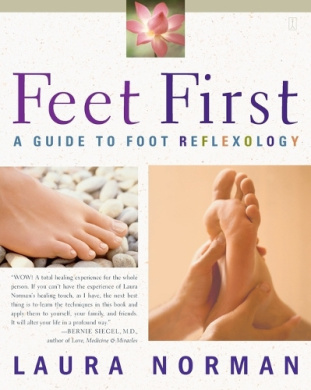 Feet First
A GUIDE TO FOOT REFLEXOLOGY
"WOW! A total healing experience for the whole
person. If you can't have the experience of Laura
Norman's healing touch, as I have, the next best
thing is to learn the techniques in this book and
apply them to yourself, your family, and friends.
It will alter your life in a profound way."
—BERNIE SIEGEL, M.D.,
author of Love, Medicine & Miracles
LAURA NORMAN